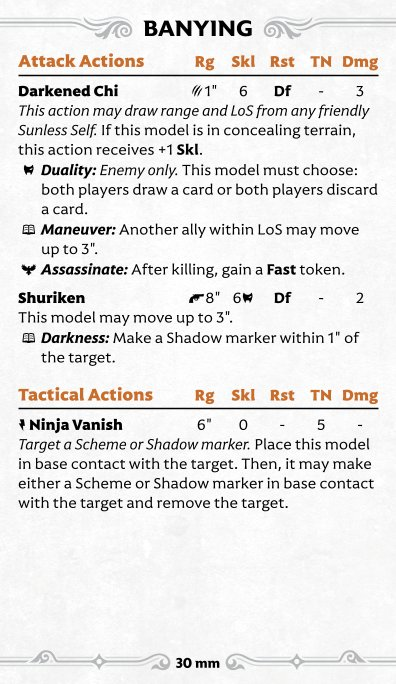 BANYING
Attack Actions Rg Skl Rst TN Dmg
Darkened Chi 1" 6 Df - 3
This action may draw range and LoS from any friendly
Sunless Self. If this model is in concealing terrain,
this action receives +1 Skl.
Duality: Enemy only. This model must choose:
both players draw a card or both players discard
a card.
Maneuver: Another ally within LoS may move
up to 3".
Assassinate: After killing, gain a Fast token.
Shuriken 8" 6 Df - 2
This model may move up to 3".
Darkness: Make a Shadow marker within 1" of
the target.
Tactical Actions Rg Skl Rst TN Dmg
Ninja Vanish 6" 0 - 5 -
Target a Scheme or Shadow marker. Place this model
in base contact with the target. Then, it may make
either a Scheme or Shadow marker in base contact
with the target and remove the target.
30 mm